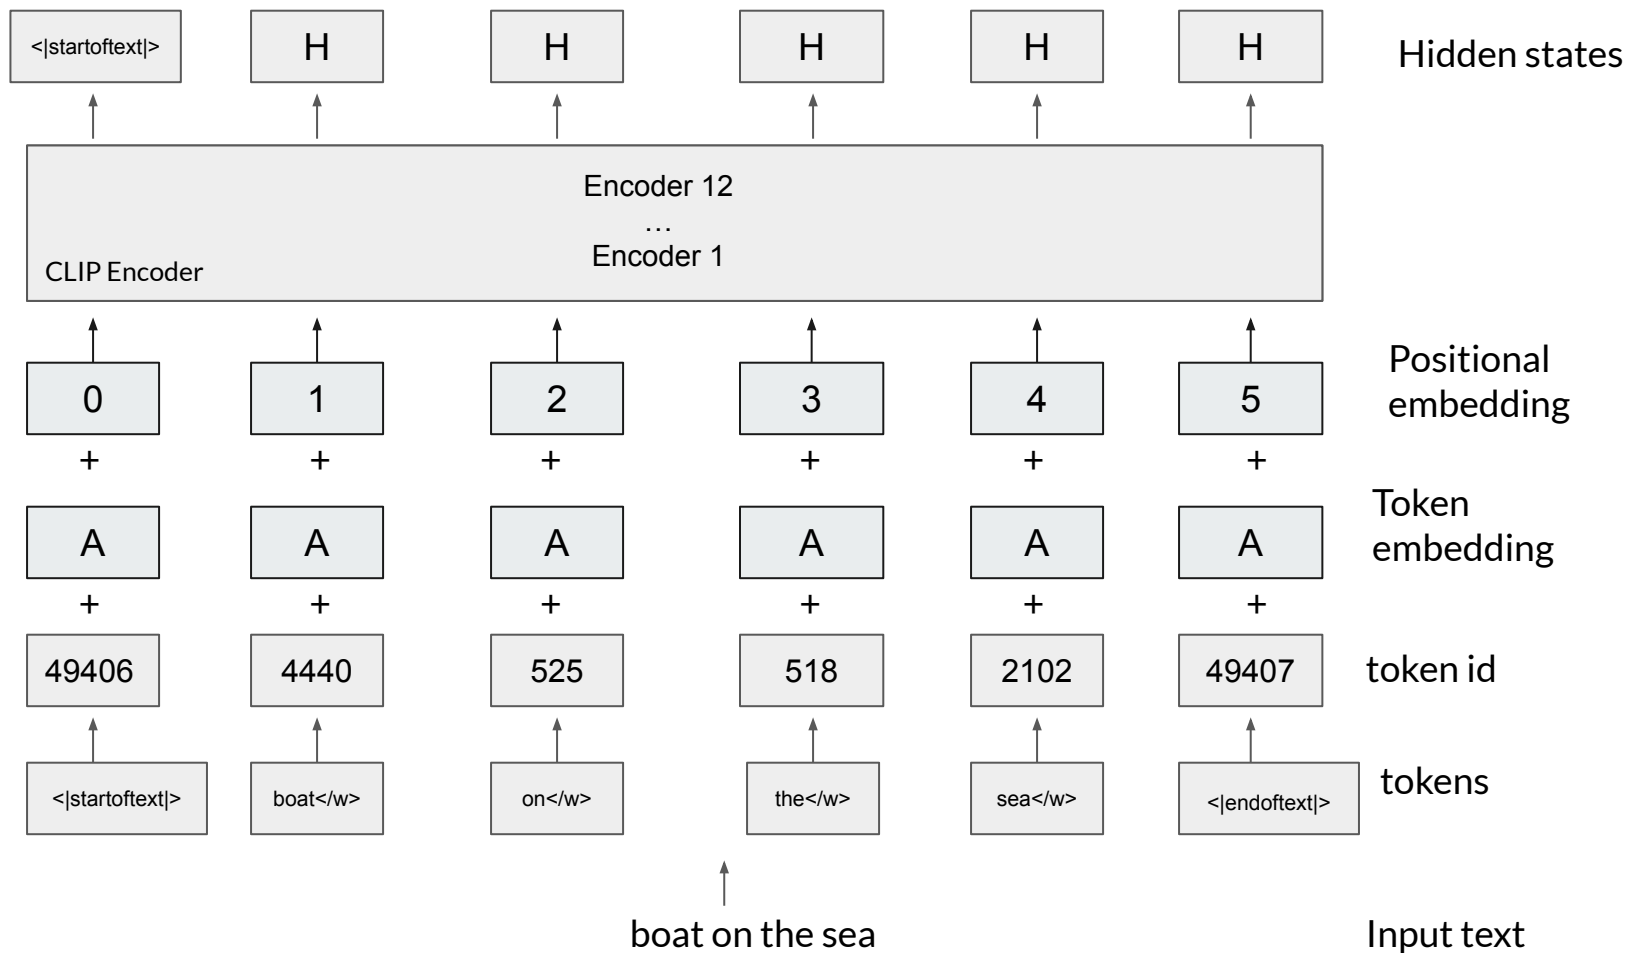 <|startoftext|> H H H H H Hidden states
Encoder 12
…
Encoder 1
CLIP Encoder
0 1 2 3 4 5 Positional
embedding
+ + + + + +
A A A A A A Token
embedding
+ + + + + +
49406 4440 525 518 2102 49407 token id
<|startoftext|> boat</w> on</w> the</w> sea</w> <|endoftext|> tokens
boat on the sea Input text